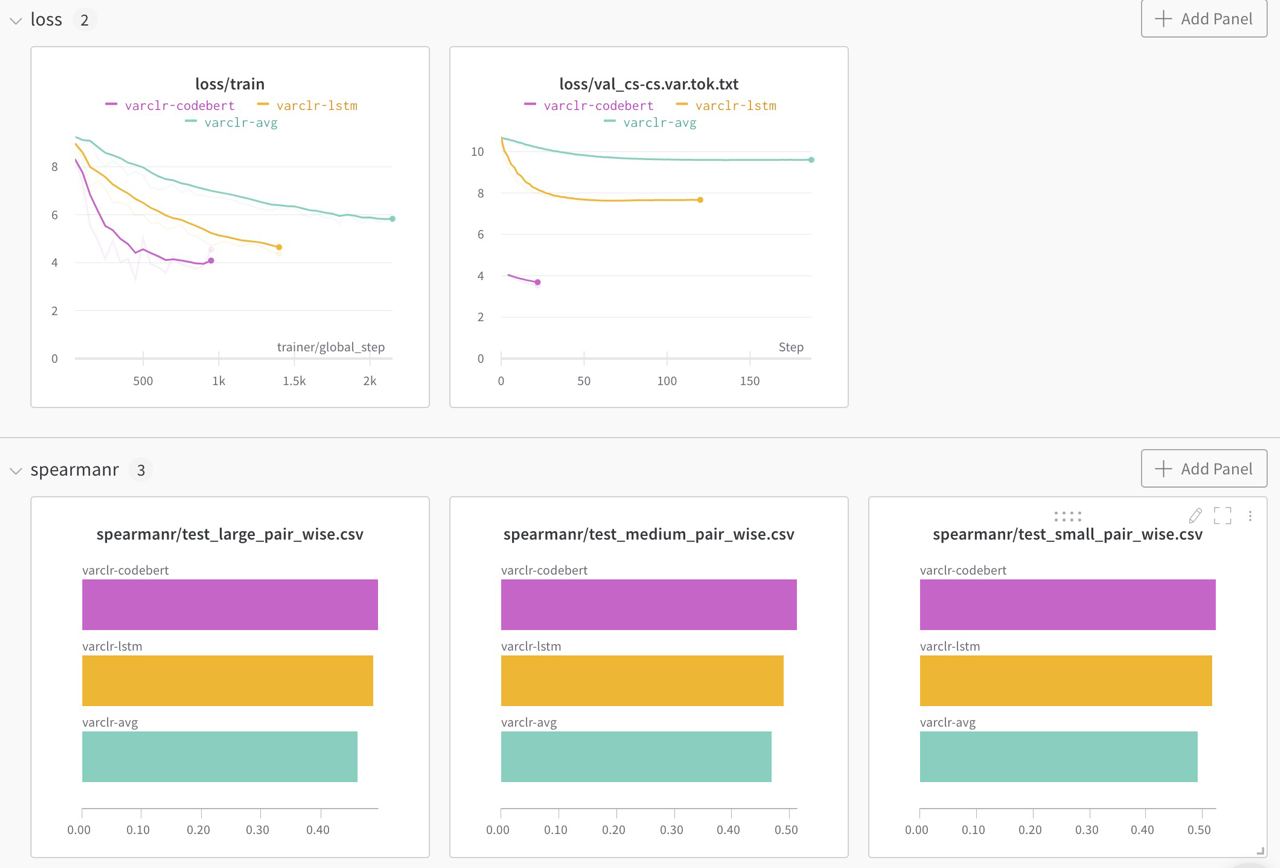 loss 2
Add Panel
loss/train
varclr-codebert varclr-lstm
varclr-avg
8
6
4
2
0
trainer/global_step
500 1k 1.5k 2k
loss/val_cs-cs.var.tok.txt
varclr-codebert varclr-lstm
varclr-avg
10
8
6
4
2
0
Step
0 50 100 150
spearmanr 3
Add Panel
spearmanr/test_large_pair_wise.csv
varclr-codebert
varclr-lstm
varclr-avg
0.00 0.10 0.20 0.30 0.40
spearmanr/test_medium_pair_wise.csv
varclr-codebert
varclr-lstm
varclr-avg
0.00 0.10 0.20 0.30 0.40 0.50
spearmanr/test_small_pair_wise.csv
varclr-codebert
varclr-lstm
varclr-avg
0.00 0.10 0.20 0.30 0.40 0.50